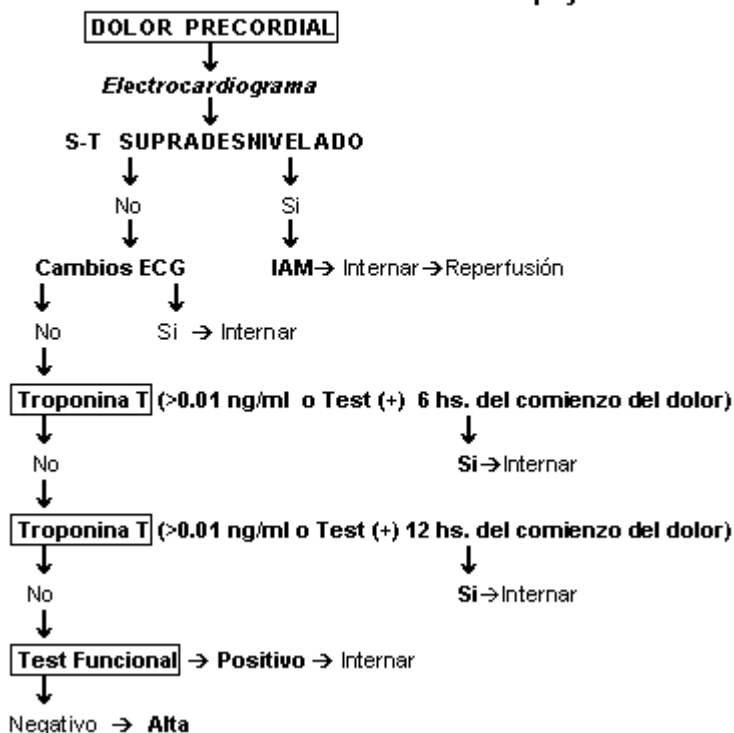 DOLOR PRECORDIAL
Electrocardiograma
S-T SUPRADESNIVELADO
No Si
Cambios ECG IAM→ Internar →Reperfusión
No Si → Internar
Troponina T (>0.01 ng/ml o Test (+) 6 hs. del comienzo del dolor)
No Si→Internar
Troponina T (>0.01 ng/ml o Test (+) 12 hs. del comienzo del dolor)
No Si→Internar
Test Funcional → Positivo → Internar
Negativo → Alta